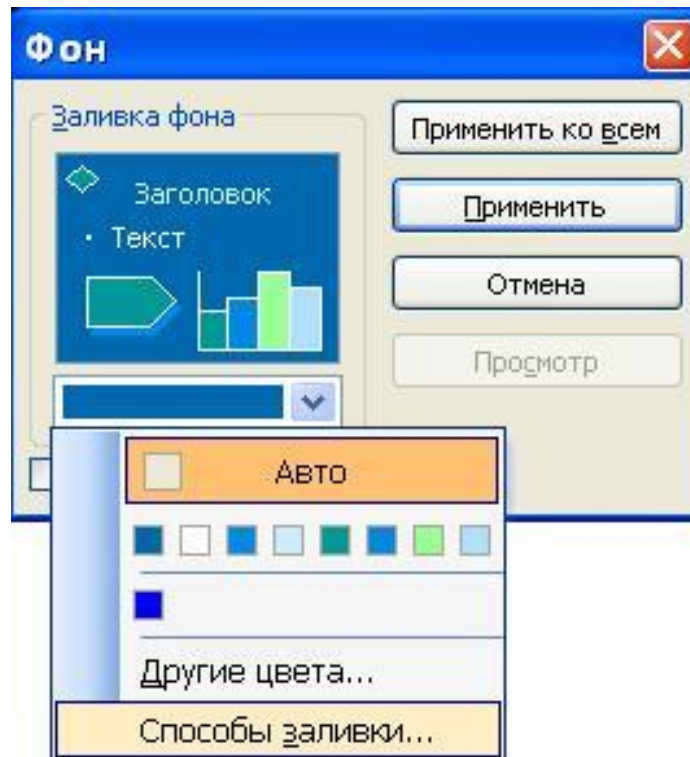 Фон
Заливка фона
Заголовок
· Текст
Применить ко всем
Применить
Отмена
Просмотр
Авто
Другие цвета...
Способы заливки...